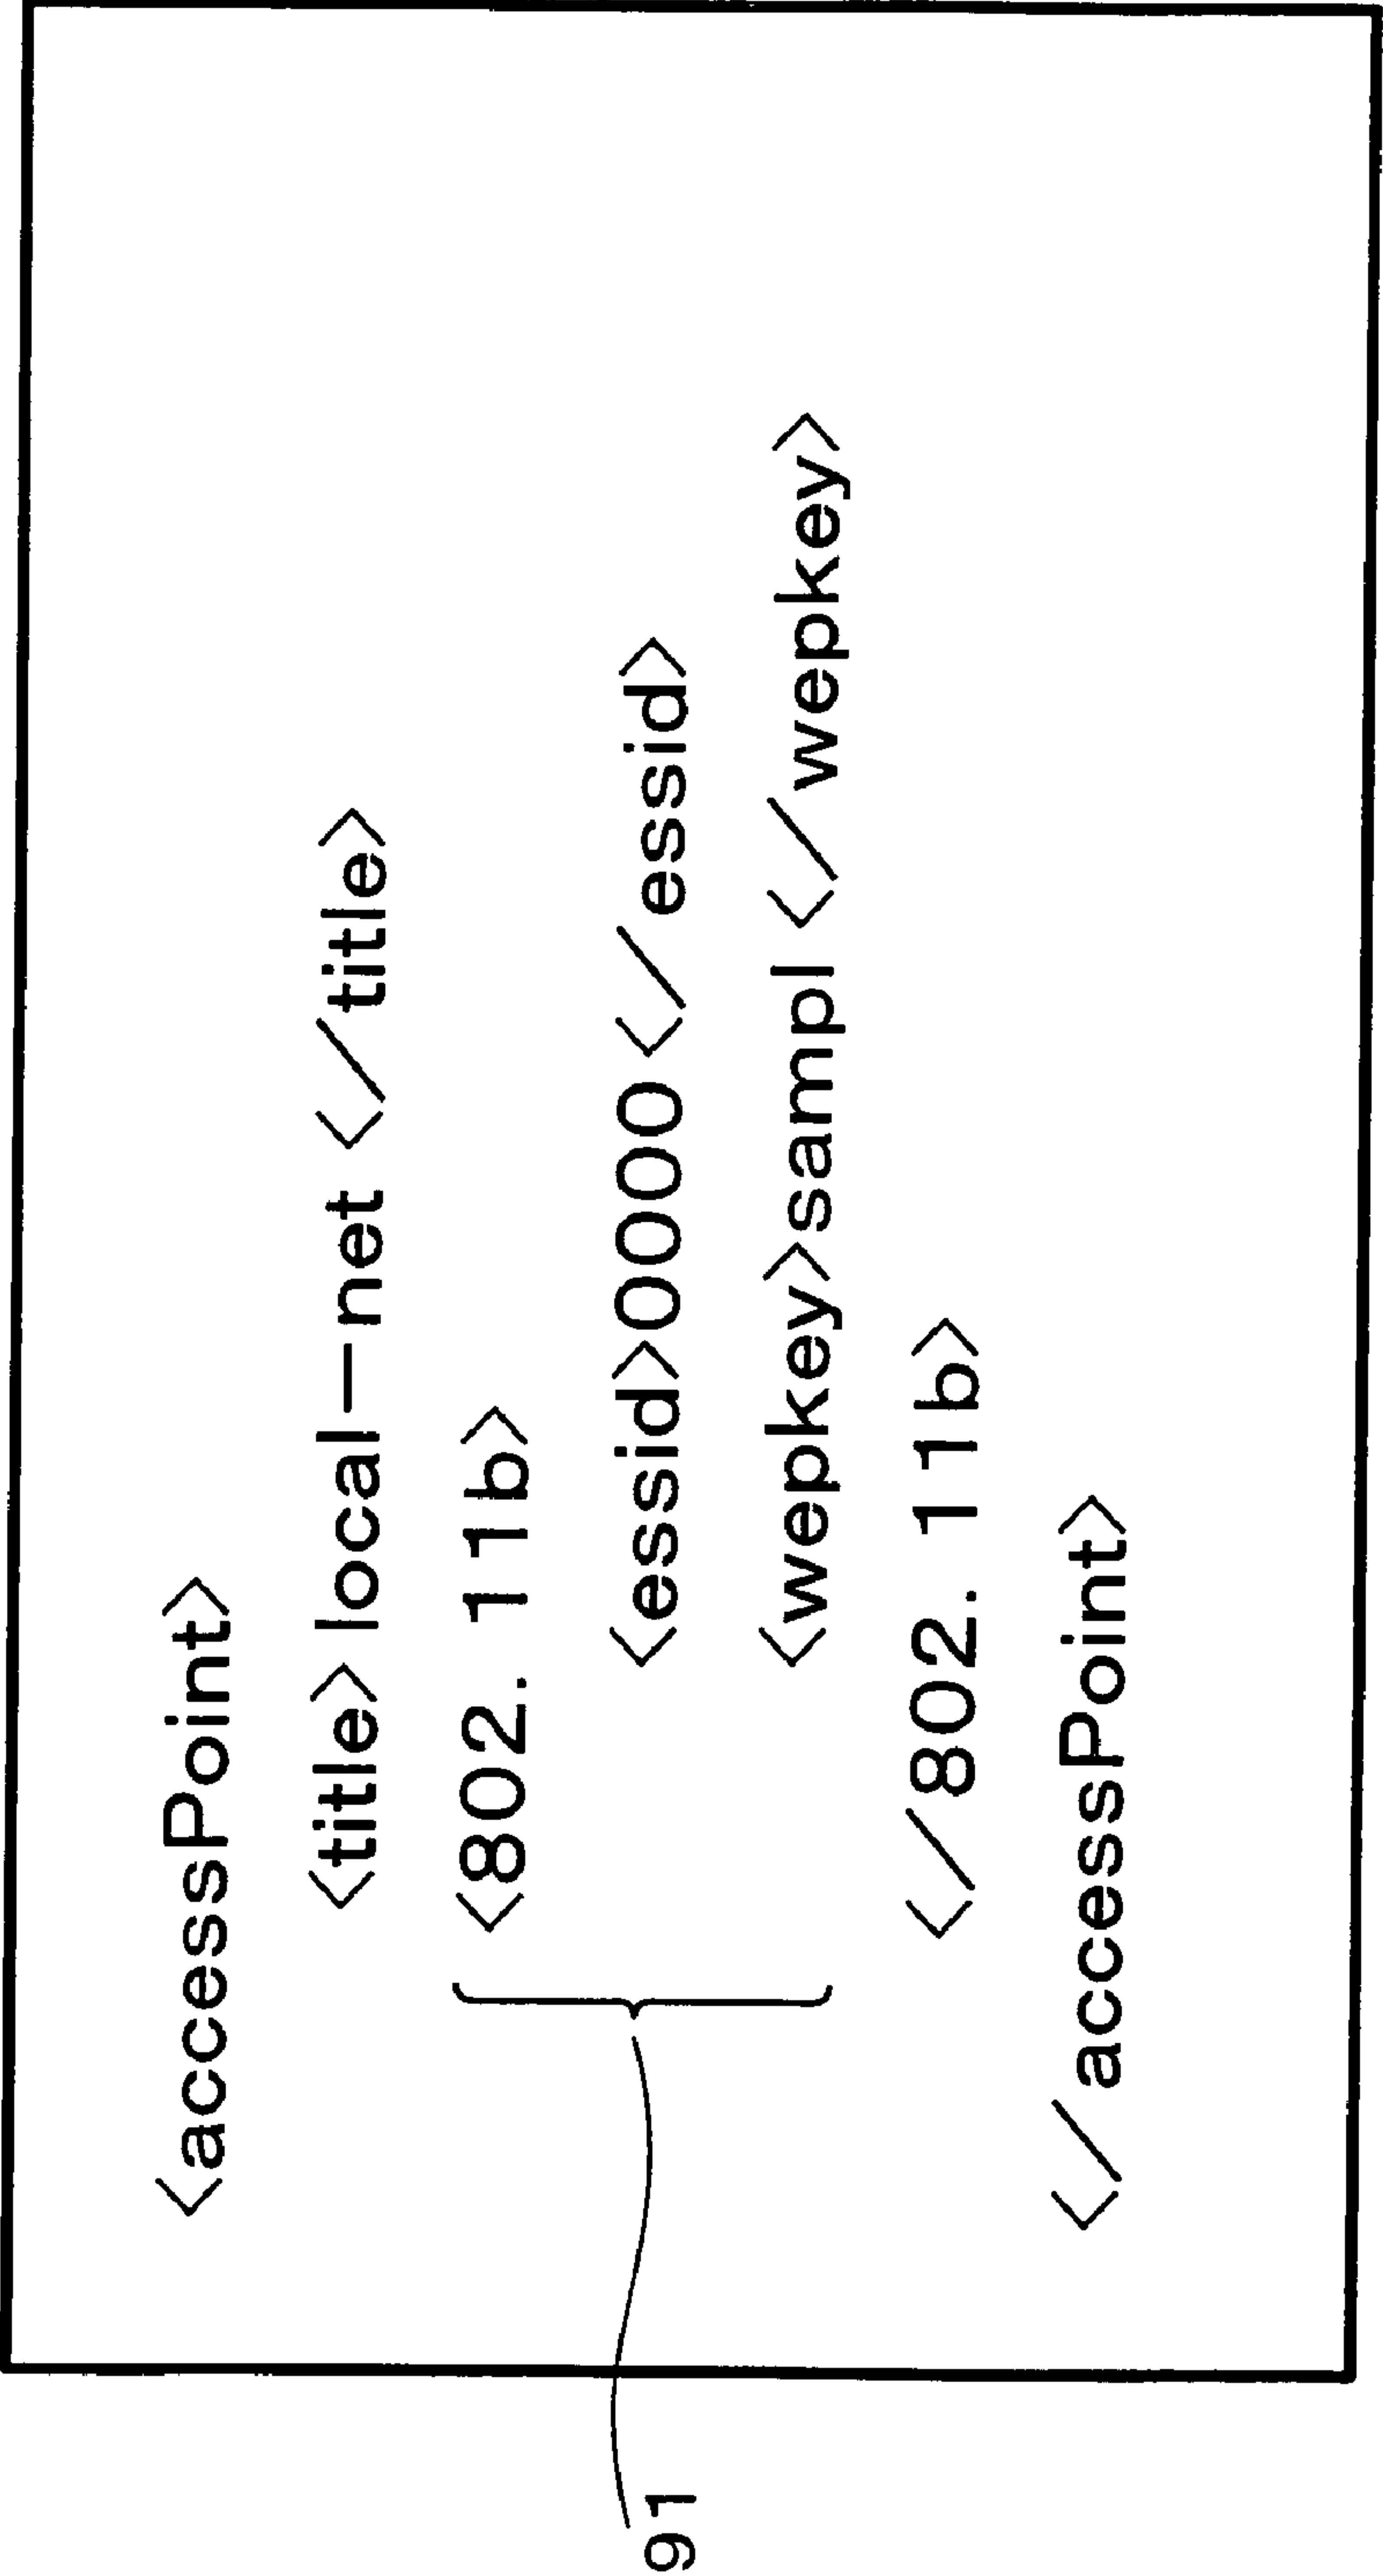 <accessPoint>
<title>local-net </title>
<802. 11b>
<essid>0000 </essid>
<wepkey>sampl </wepkey>
</802. 11b>
</accessPoint>
91